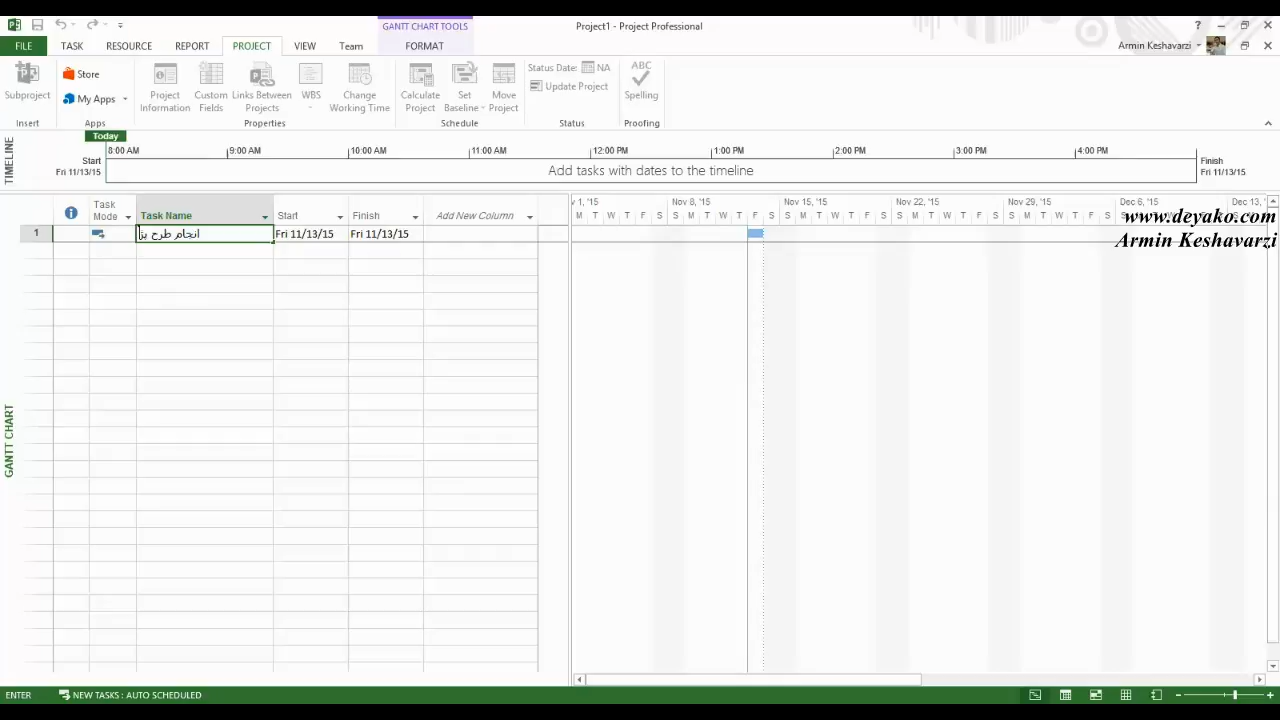 GANTT CHART TOOLS
Project1 - Project Professional
?
FILE
TASK
RESOURCE
REPORT
PROJECT
VIEW
Team
FORMAT
Armin Keshavarzi
Subproject
Store
My Apps
Project Information
Custom Fields
Links Between Projects
WBS
Change Working Time
Calculate Project
Set Baseline
Move Project
Status Date: NA
Update Project
ABC
Spelling
Insert
Apps
Properties
Schedule
Status
Proofing
TIMELINE
Today
8:00 AM
9:00 AM
10:00 AM
11:00 AM
12:00 PM
1:00 PM
2:00 PM
3:00 PM
4:00 PM
Start
Fri 11/13/15
Add tasks with dates to the timeline
Finish
Fri 11/13/15
Task Mode
Task Name
Start
Finish
Add New Column
v 1, '15
Nov 8, '15
Nov 15, '15
Nov 22, '15
Nov 29, '15
Dec 6, '15
Dec 13,
M T W T F S S M T W T F S S M T W T F S S M T W T F S S M T W T F S S
www.deyako.com
Armin Keshavarzi
1
انجام طرح پژ
Fri 11/13/15
Fri 11/13/15
GANTT CHART
ENTER
NEW TASKS : AUTO SCHEDULED